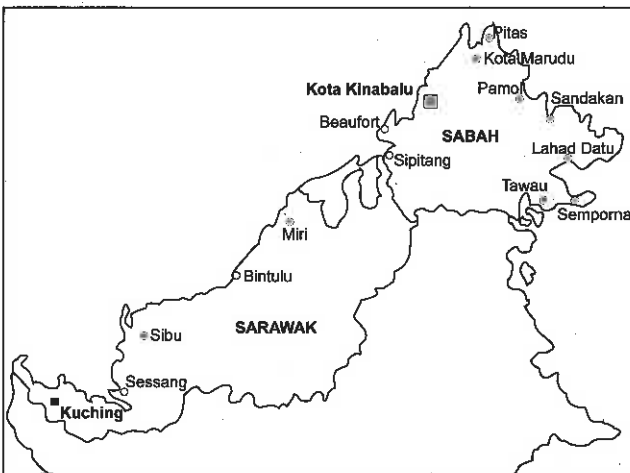 Pitas
Kota Marudu
Kota Kinabalu
Pamol
Sandakan
Beaufort
SABAH
Sipitang
Lahad Datu
Tawau
Semporna
Miri
Bintulu
SARAWAK
Sibu
Sessang
Kuching